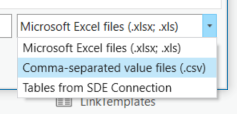 Microsoft Excel files (.xlsx; .xls)
Microsoft Excel files (.xlsx; .xls)
Comma-separated value files (.csv)
Tables from SDE Connection
LinkTemplates